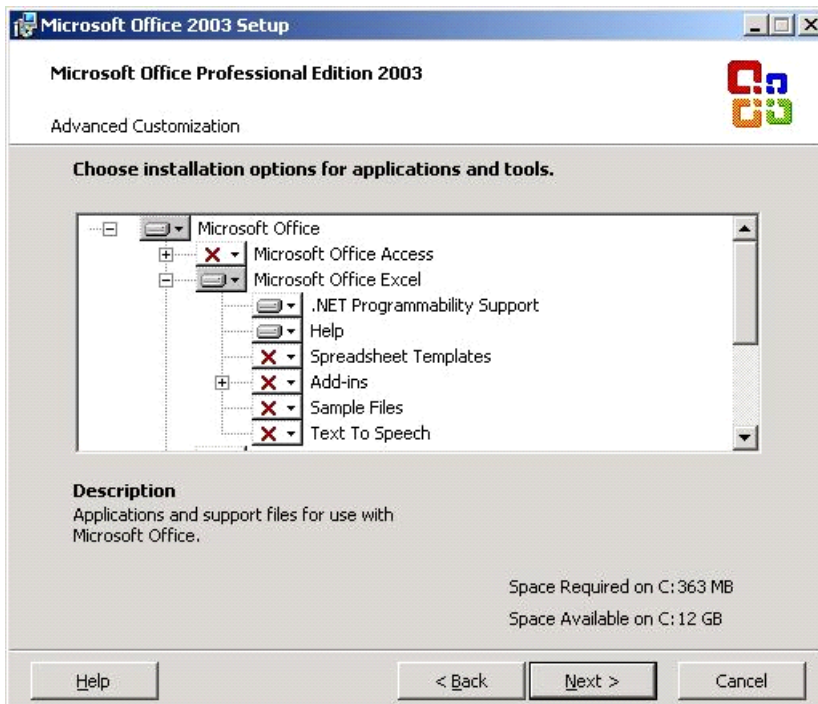 Microsoft Office 2003 Setup
Microsoft Office Professional Edition 2003
Advanced Customization
Choose installation options for applications and tools.
Microsoft Office
Microsoft Office Access
Microsoft Office Excel
.NET Programmability Support
Help
Spreadsheet Templates
Add-ins
Sample Files
Text To Speech
Description
Applications and support files for use with
Microsoft Office.
Space Required on C: 363 MB
Space Available on C: 12 GB
Help
< Back
Next >
Cancel